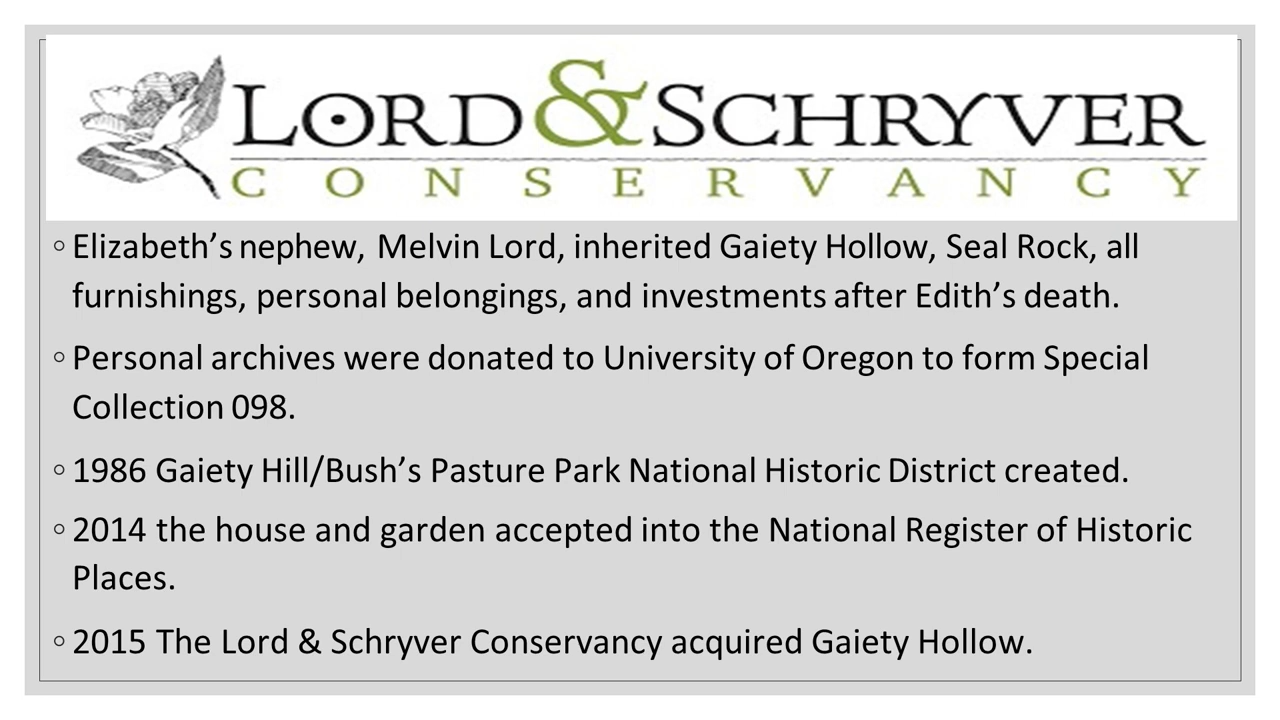 LORD & SCHRYVER
CONSERVANCY
◦ Elizabeth’s nephew, Melvin Lord, inherited Gaiety Hollow, Seal Rock, all
furnishings, personal belongings, and investments after Edith’s death.
◦ Personal archives were donated to University of Oregon to form Special
Collection 098.
◦ 1986 Gaiety Hill/Bush’s Pasture Park National Historic District created.
◦ 2014 the house and garden accepted into the National Register of Historic
Places.
◦ 2015 The Lord & Schryver Conservancy acquired Gaiety Hollow.